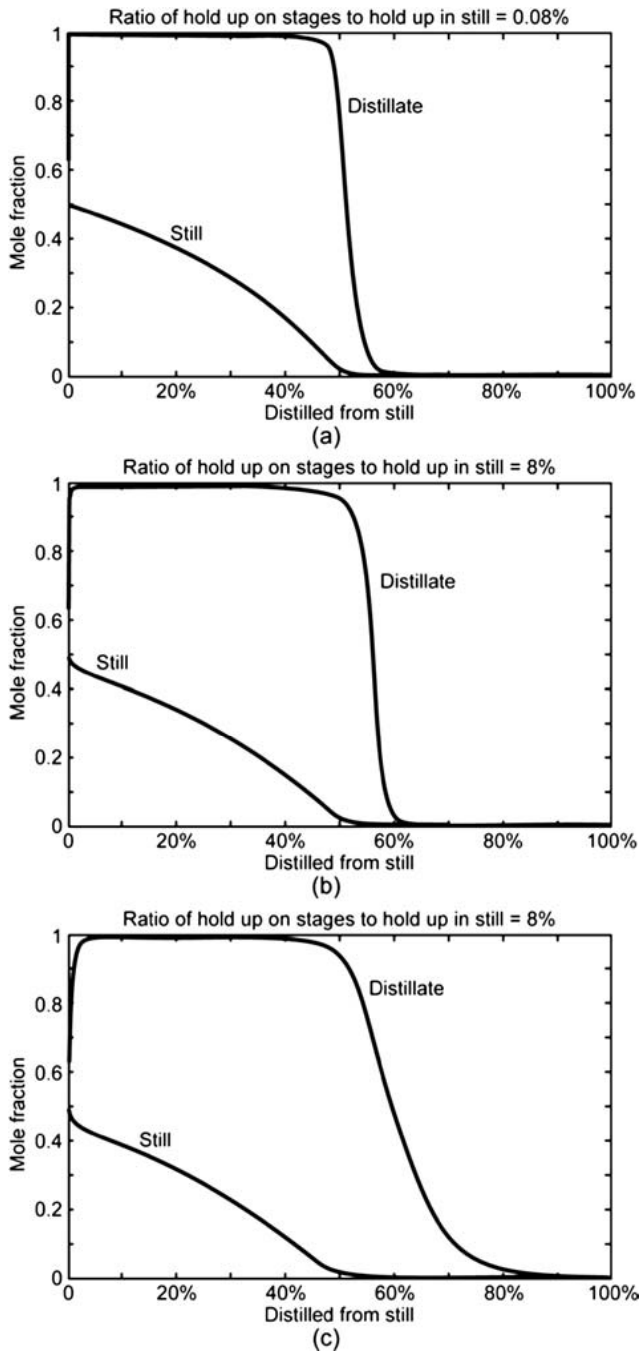 Ratio of hold up on stages to hold up in still = 0.08%
1
0.8
0.6
0.4
0.2
0
Mole fraction
Distillate
Still
0 20% 40% 60% 80% 100%
Distilled from still
(a)
Ratio of hold up on stages to hold up in still = 8%
1
0.8
0.6
0.4
0.2
0
Mole fraction
Distillate
Still
0 20% 40% 60% 80% 100%
Distilled from still
(b)
Ratio of hold up on stages to hold up in still = 8%
1
0.8
0.6
0.4
0.2
0
Mole fraction
Distillate
Still
0 20% 40% 60% 80% 100%
Distilled from still
(c)